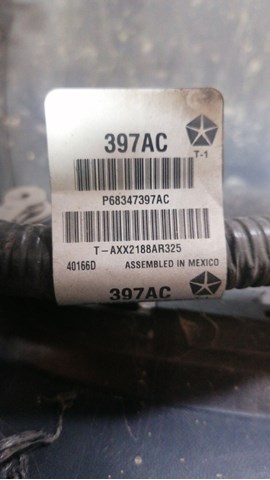 397AC
T-1
P68347397AC
T-AXX2188AR325
40166D ASSEMBLED IN MEXICO
397AC